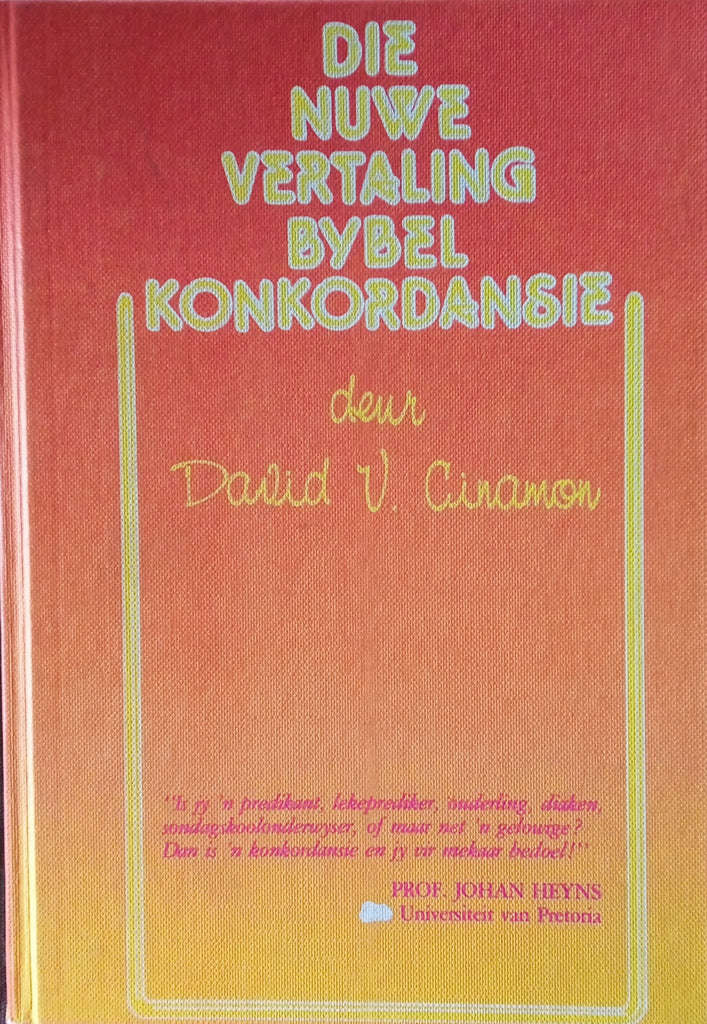 DIE
NUWE
VERTALING
BYBEL
KONKORDANSIE
deur
David V. Cinamon
"Is jy 'n predikant, lekeprediker, ouderling, diaken,
sondagskoolonderwyser, of maar net 'n gelowige?
Dan is 'n konkordansie en jy vir mekaar bedoel!"
PROF. JOHAN HEYNS
Universiteit van Pretoria